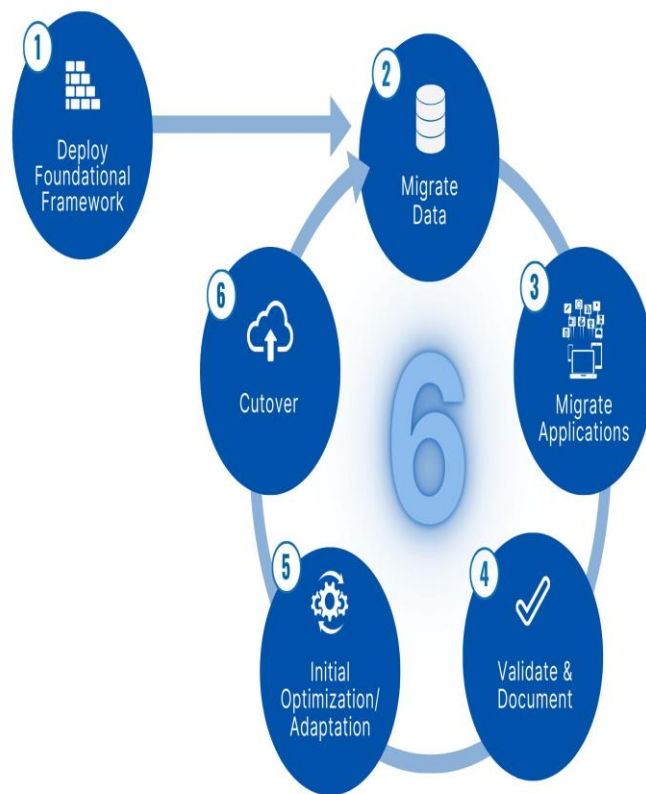 1
Deploy
Foundational
Framework
2
Migrate
Data
3
Migrate
Applications
4
Validate &
Document
5
Initial
Optimization/
Adaptation
6
Cutover
6